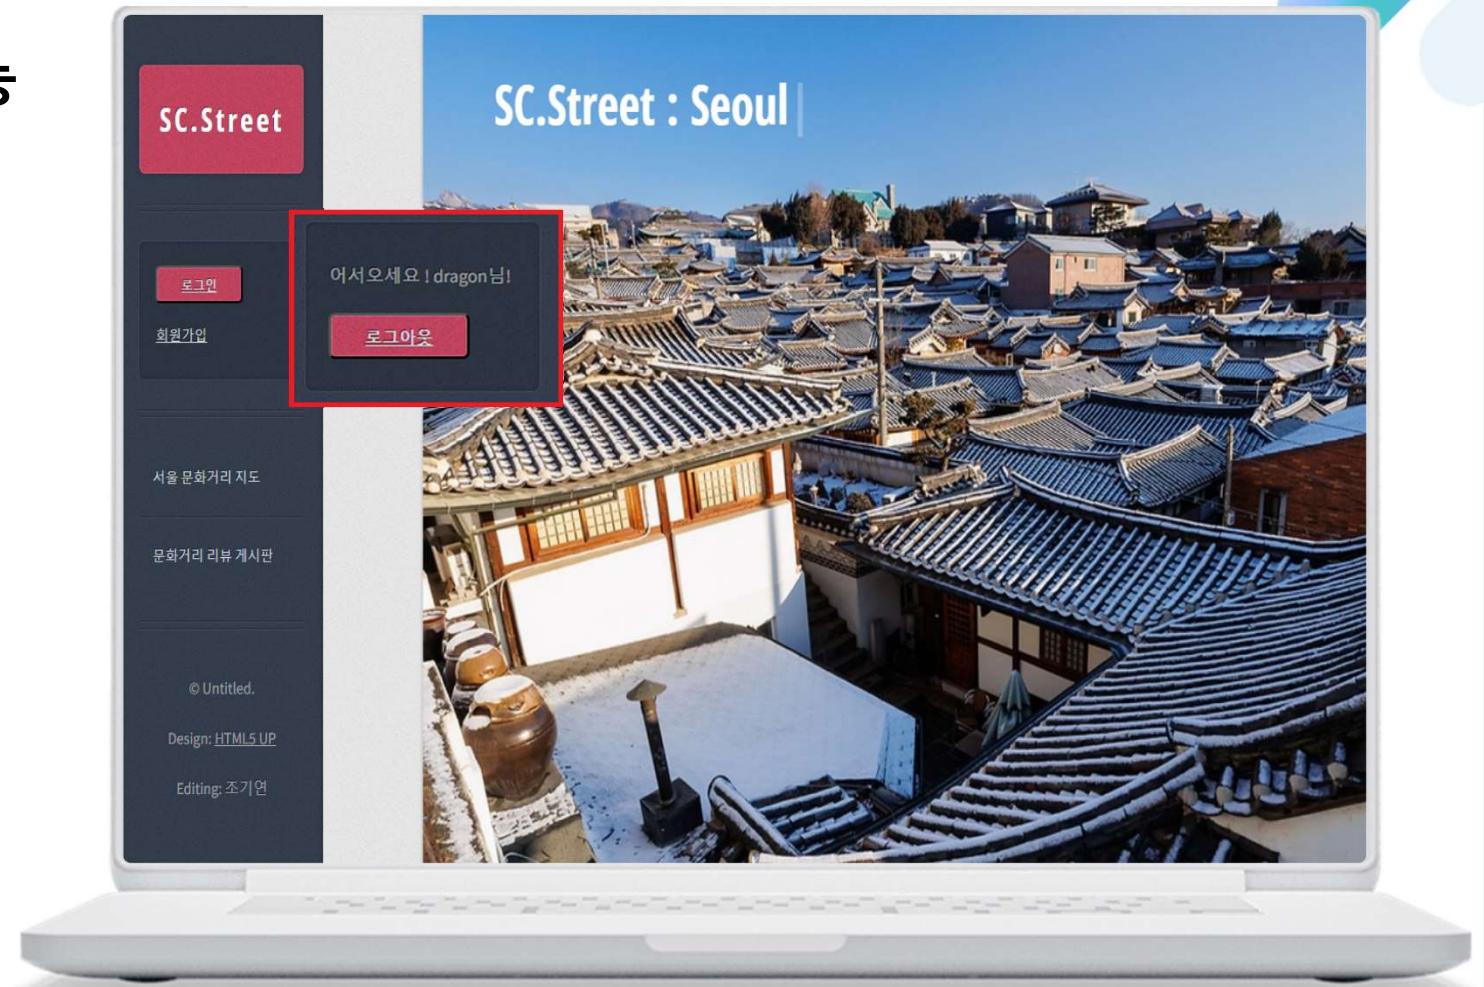 SC.Street
SC.Street : Seoul
어서오세요 ! dragon님!
로그인
로그아웃
회원가입
서울 문화거리 지도
문화거리 리뷰 게시판
© Untitled.
Design: HTML5 UP
Editing: 조기연